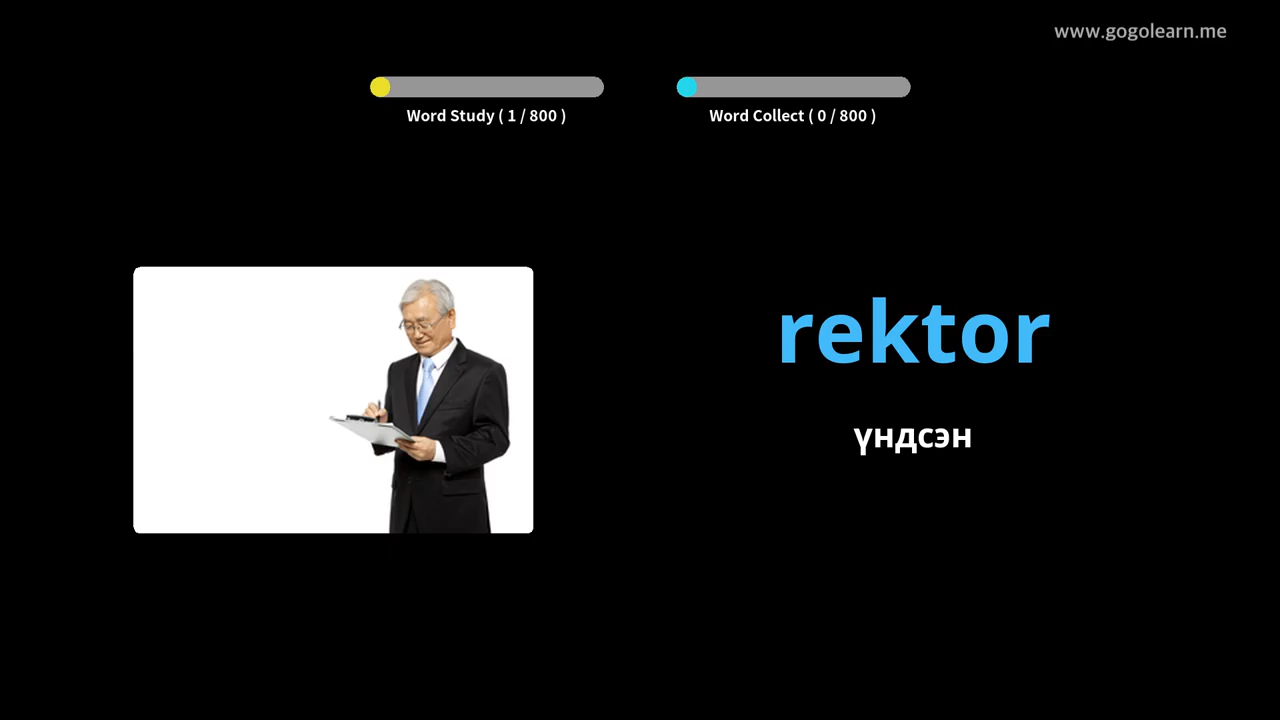 www.gogolearn.me
Word Study ( 1 / 800 )
Word Collect ( 0 / 800 )
rektor
үндсэн